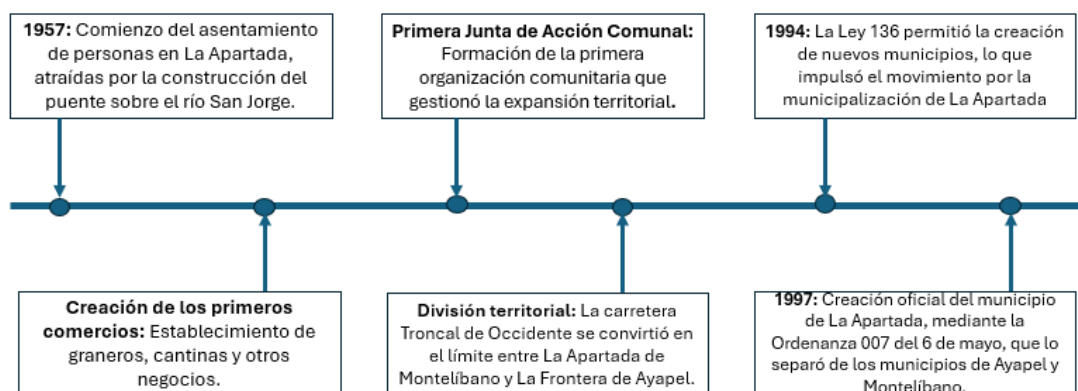 1957: Comienzo del asentamiento
de personas en La Apartada,
atraídas por la construcción del
puente sobre el río San Jorge.
Primera Junta de Acción Comunal:
Formación de la primera
organización comunitaria que
gestionó la expansión territorial.
1994: La Ley 136 permitió la creación
de nuevos municipios, lo que
impulsó el movimiento por la
municipalización de La Apartada
Creación de los primeros
comercios: Establecimiento de
graneros, cantinas y otros
negocios.
División territorial: La carretera
Troncal de Occidente se convirtió en
el límite entre La Apartada de
Montelíbano y La Frontera de Ayapel.
1997: Creación oficial del municipio
de La Apartada, mediante la
Ordenanza 007 del 6 de mayo, que lo
separó de los municipios de Ayapel y
Montelíbano.